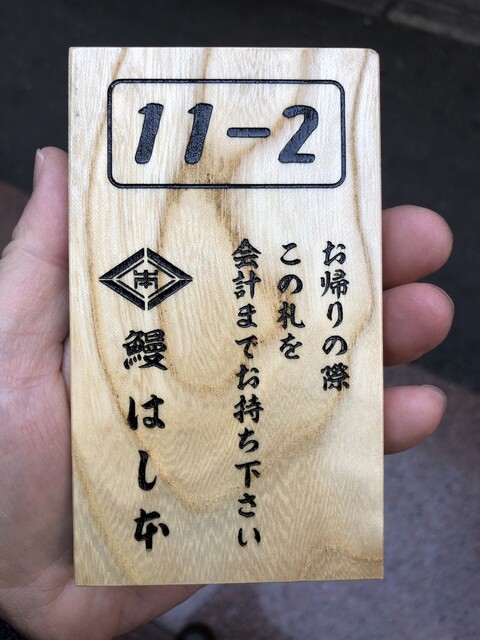 11-2
お帰りの際
この札を
会計までお持ち下さい
本
鰻はし本